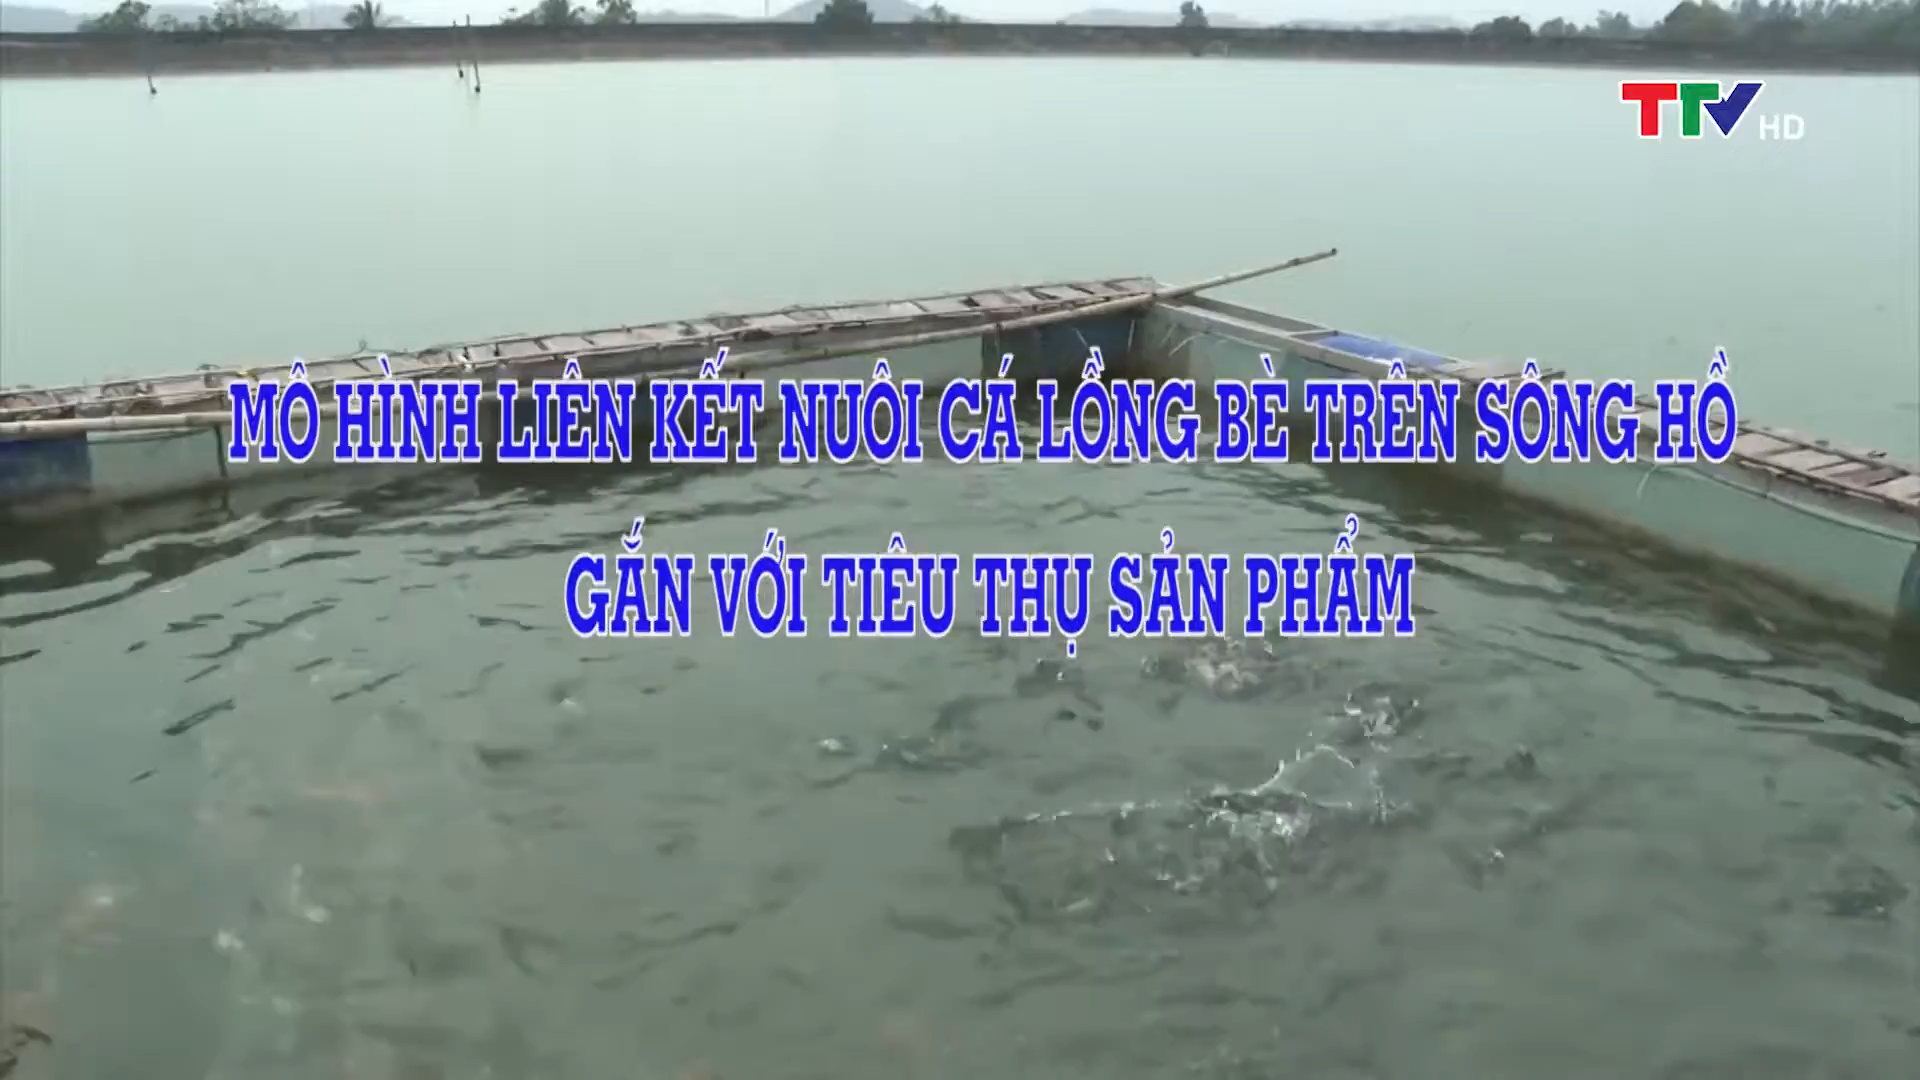 TTV HD
MÔ HÌNH LIÊN KẾT NUÔI CÁ LỒNG BÈ TRÊN SÔNG HỒ
GẮN VỚI TIÊU THỤ SẢN PHẨM